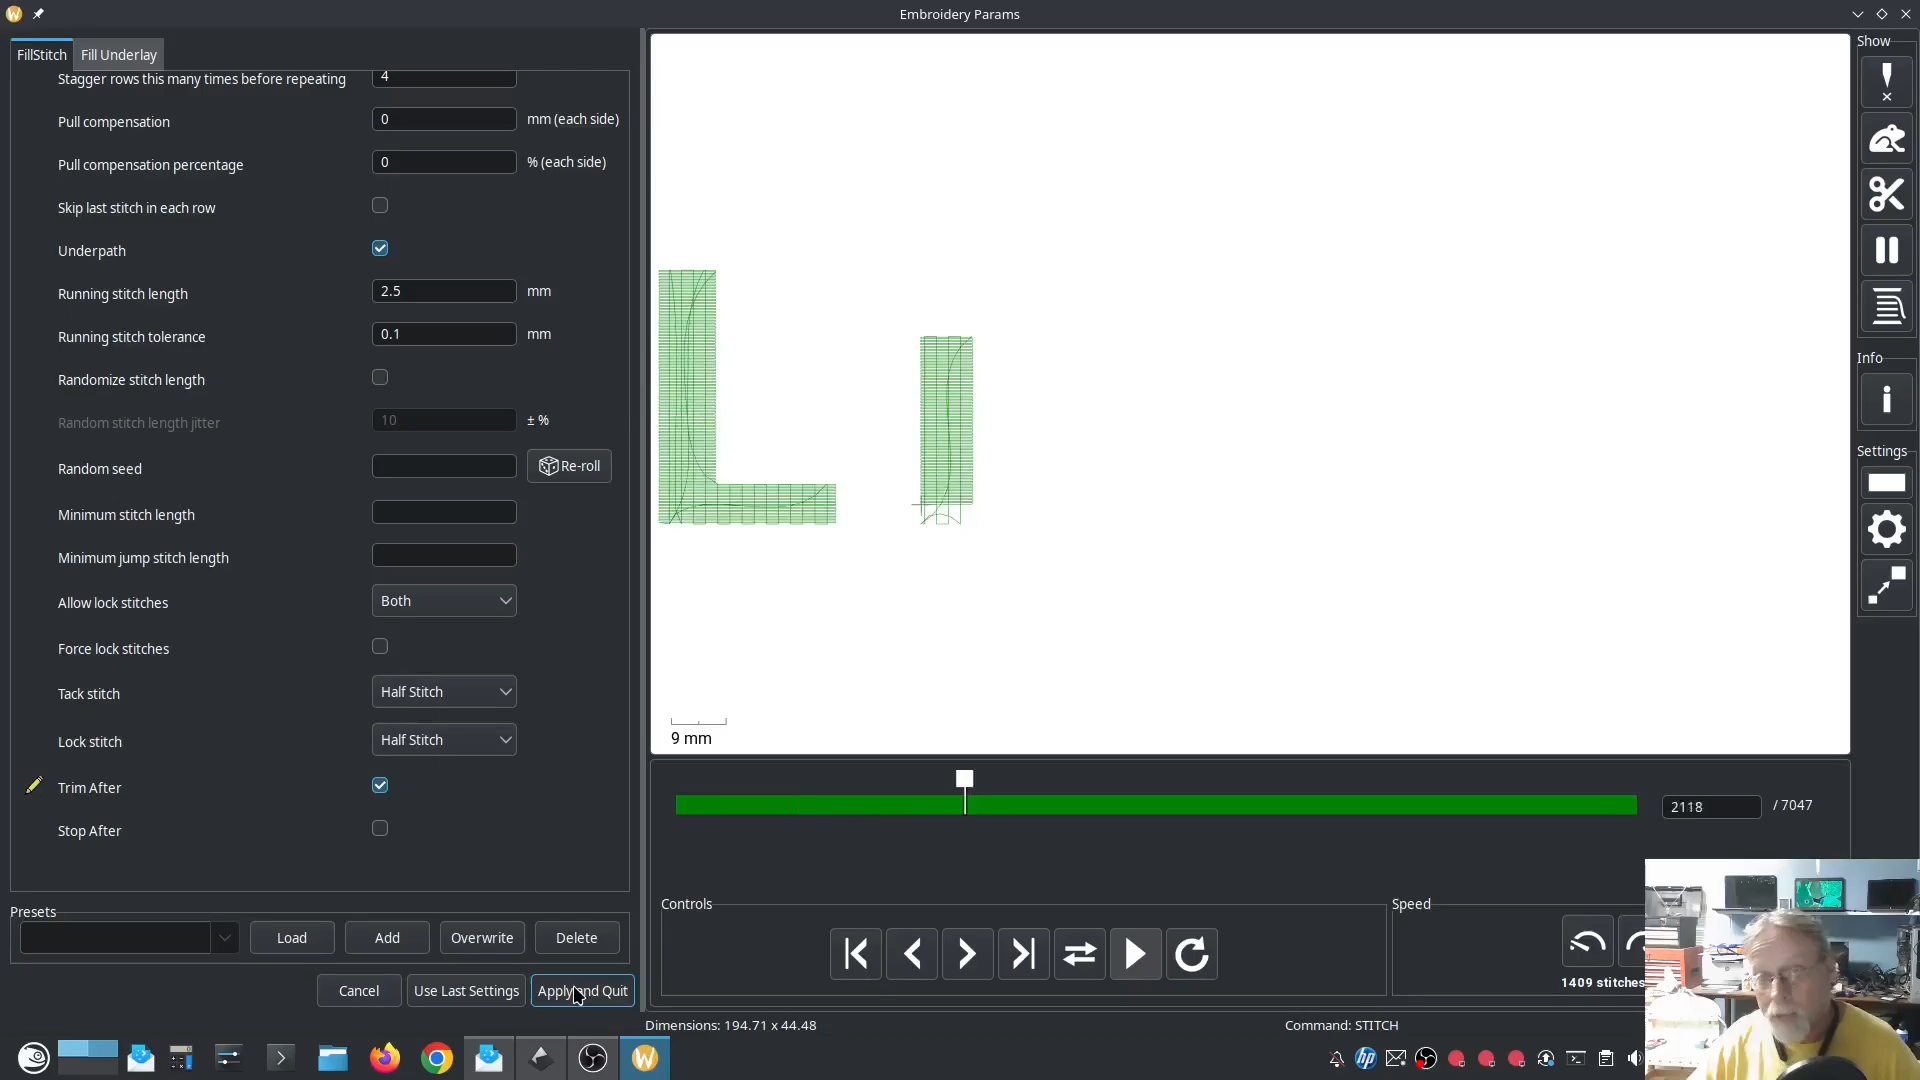 Embroidery Params
FillStitch
Fill Underlay
Stagger rows this many times before repeating
4
Pull compensation
0
mm (each side)
Pull compensation percentage
0
% (each side)
Skip last stitch in each row
Underpath
Running stitch length
2.5
mm
Running stitch tolerance
0.1
mm
Randomize stitch length
Random stitch length jitter
10
± %
Random seed
Re-roll
Minimum stitch length
Minimum jump stitch length
Allow lock stitches
Both
Force lock stitches
Tack stitch
Half Stitch
Lock stitch
Half Stitch
Trim After
Stop After
Presets
Load
Add
Overwrite
Delete
Cancel
Use Last Settings
Apply and Quit
9 mm
2118
/ 7047
Controls
Speed
1409 stitches
Dimensions: 194.71 x 44.48
Command: STITCH
Show
Info
Settings